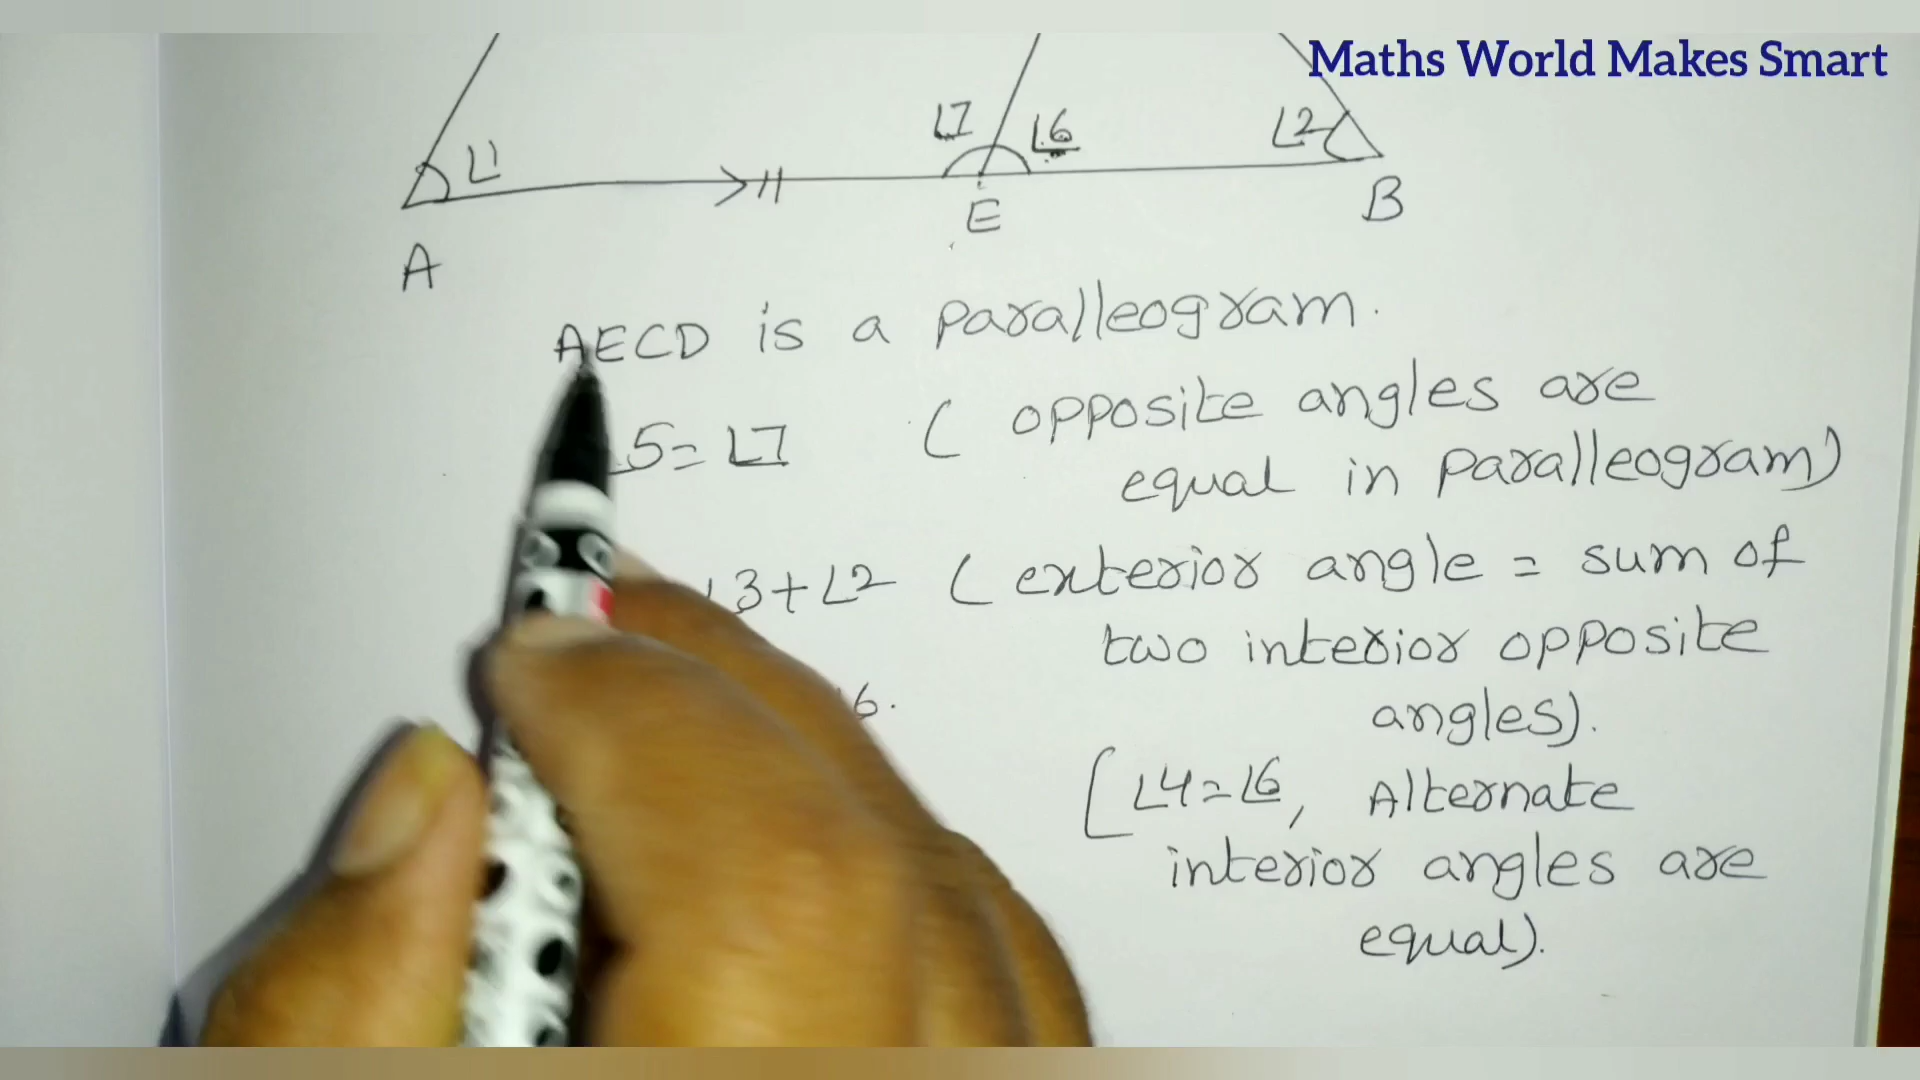 Maths World Makes Smart
∠7 ∠6 ∠2
∠1
E B
A
AECD is a paralleogram.
5 = ∠7 ( opposite angles are
equal in paralleogram)
∠3 + ∠2 ( exterior angle = sum of
two interior opposite
6. angles).
[ ∠4 = ∠6, Alternate
interior angles are
equal).